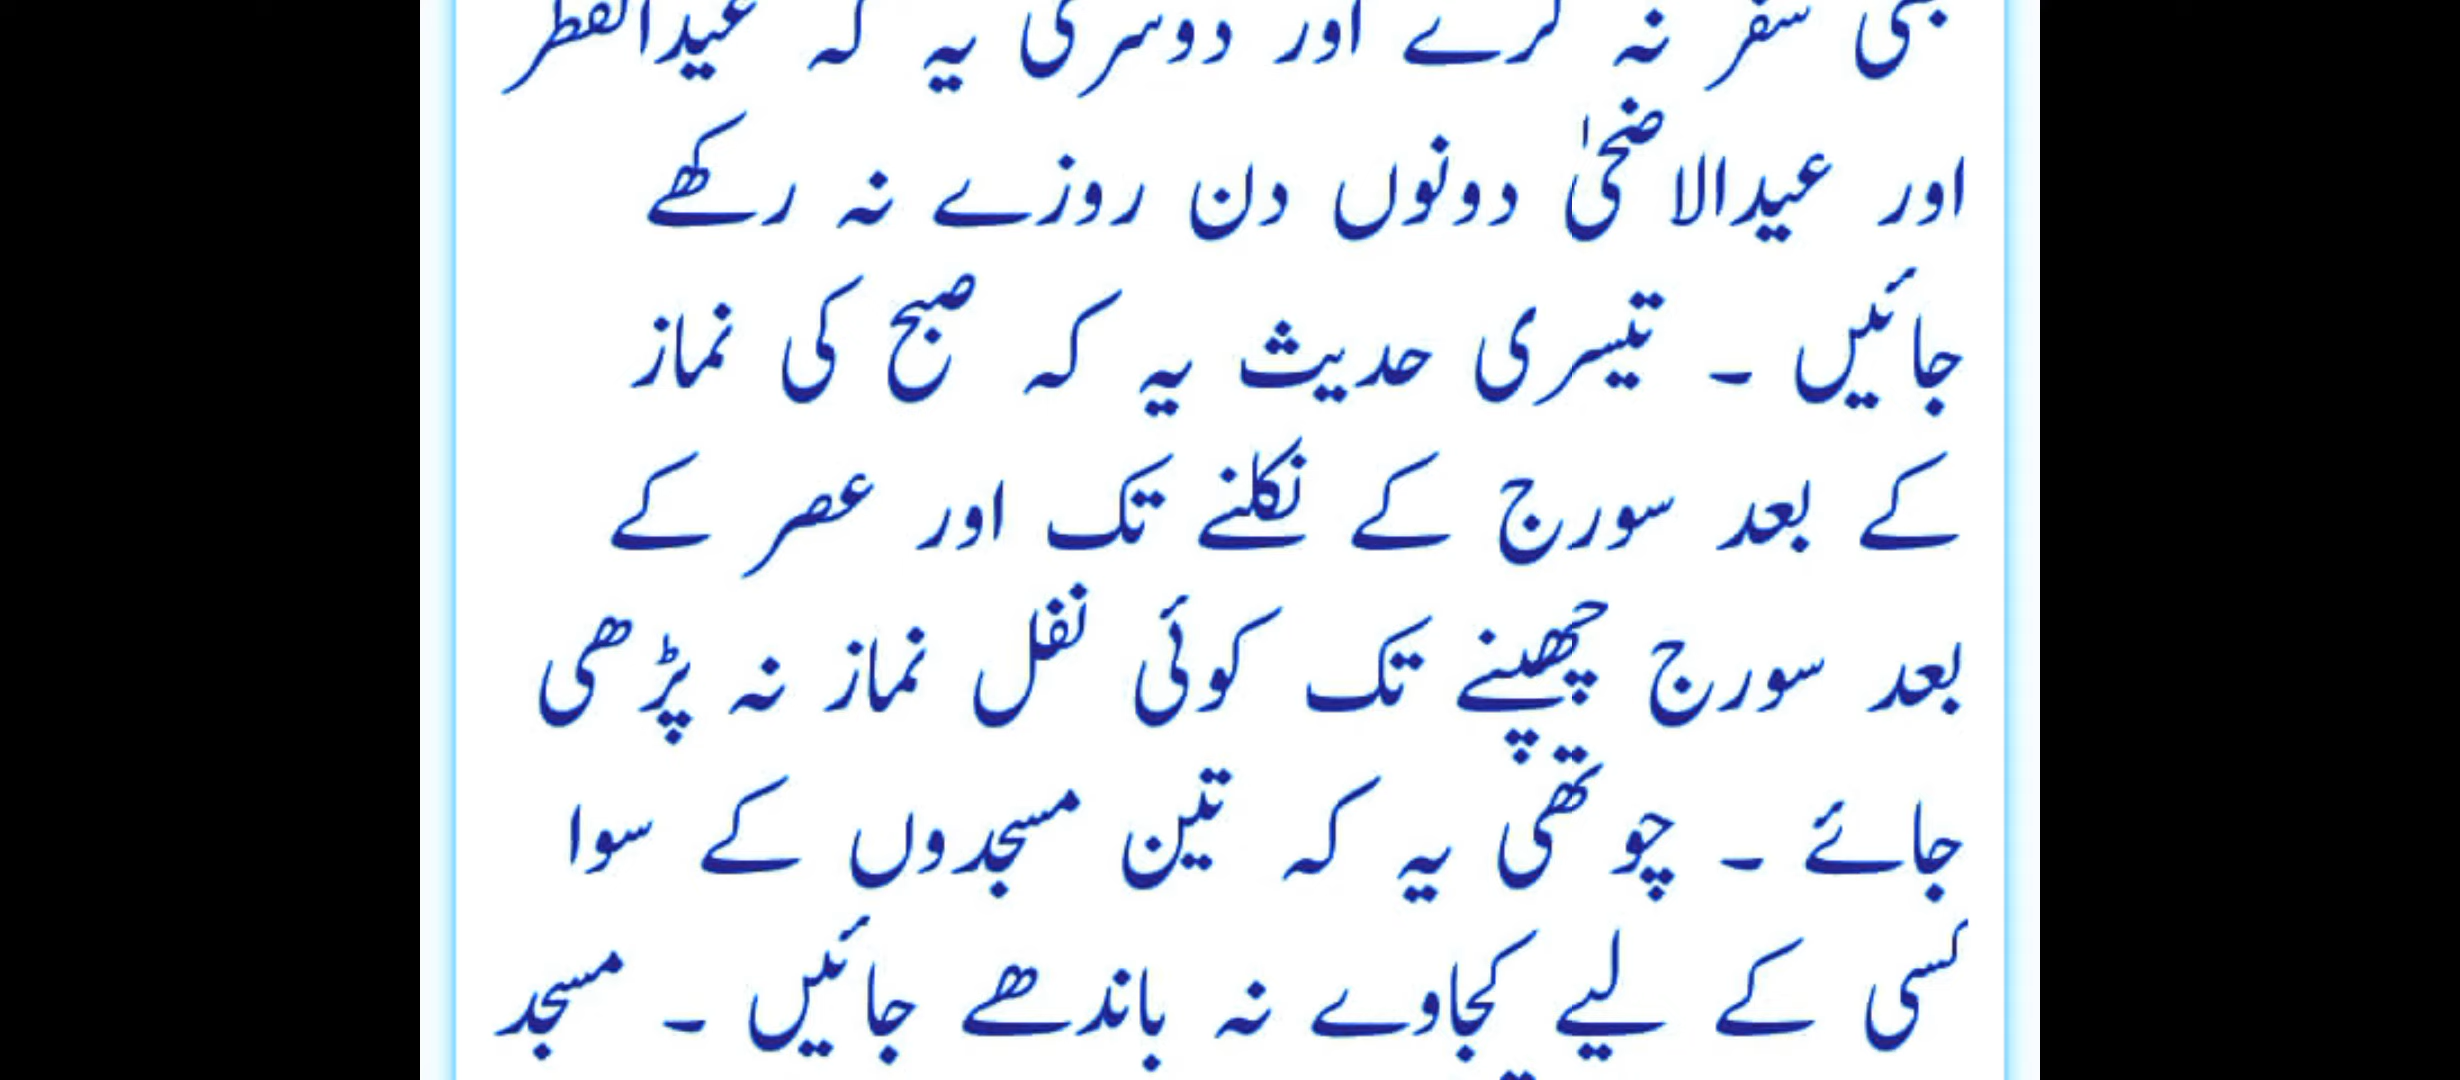 بھی سفر نہ کرے اور دوسری یہ کہ عیدالفطر
اور عیدالاضحیٰ دونوں دن روزے نہ رکھے
جائیں ۔ تیسری حدیث یہ کہ صبح کی نماز
کے بعد سورج کے نکلنے تک اور عصر کے
بعد سورج چھپنے تک کوئی نفل نماز نہ پڑھی
جائے ۔ چوتھی یہ کہ تین مسجدوں کے سوا
کسی کے لیے کجاوے نہ باندھے جائیں ۔ مسجد